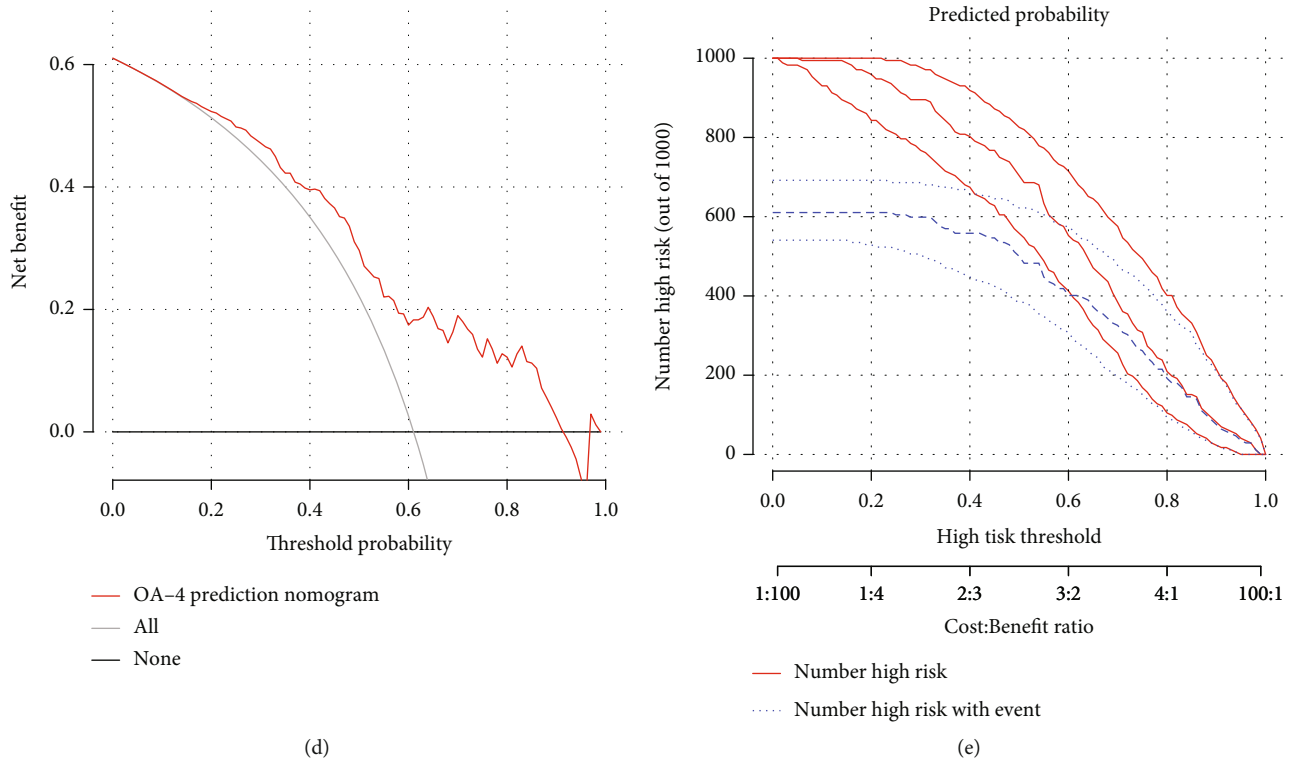 0.6
0.4
0.2
0.0
Net benefit
0.0 0.2 0.4 0.6 0.8 1.0
Threshold probability
OA–4 prediction nomogram
All
None
(d)
Predicted probability
1000
800
600
400
200
0
Number high risk (out of 1000)
0.0 0.2 0.4 0.6 0.8 1.0
High tisk threshold
1:100 1:4 2:3 3:2 4:1 100:1
Cost:Benefit ratio
Number high risk
Number high risk with event
(e)